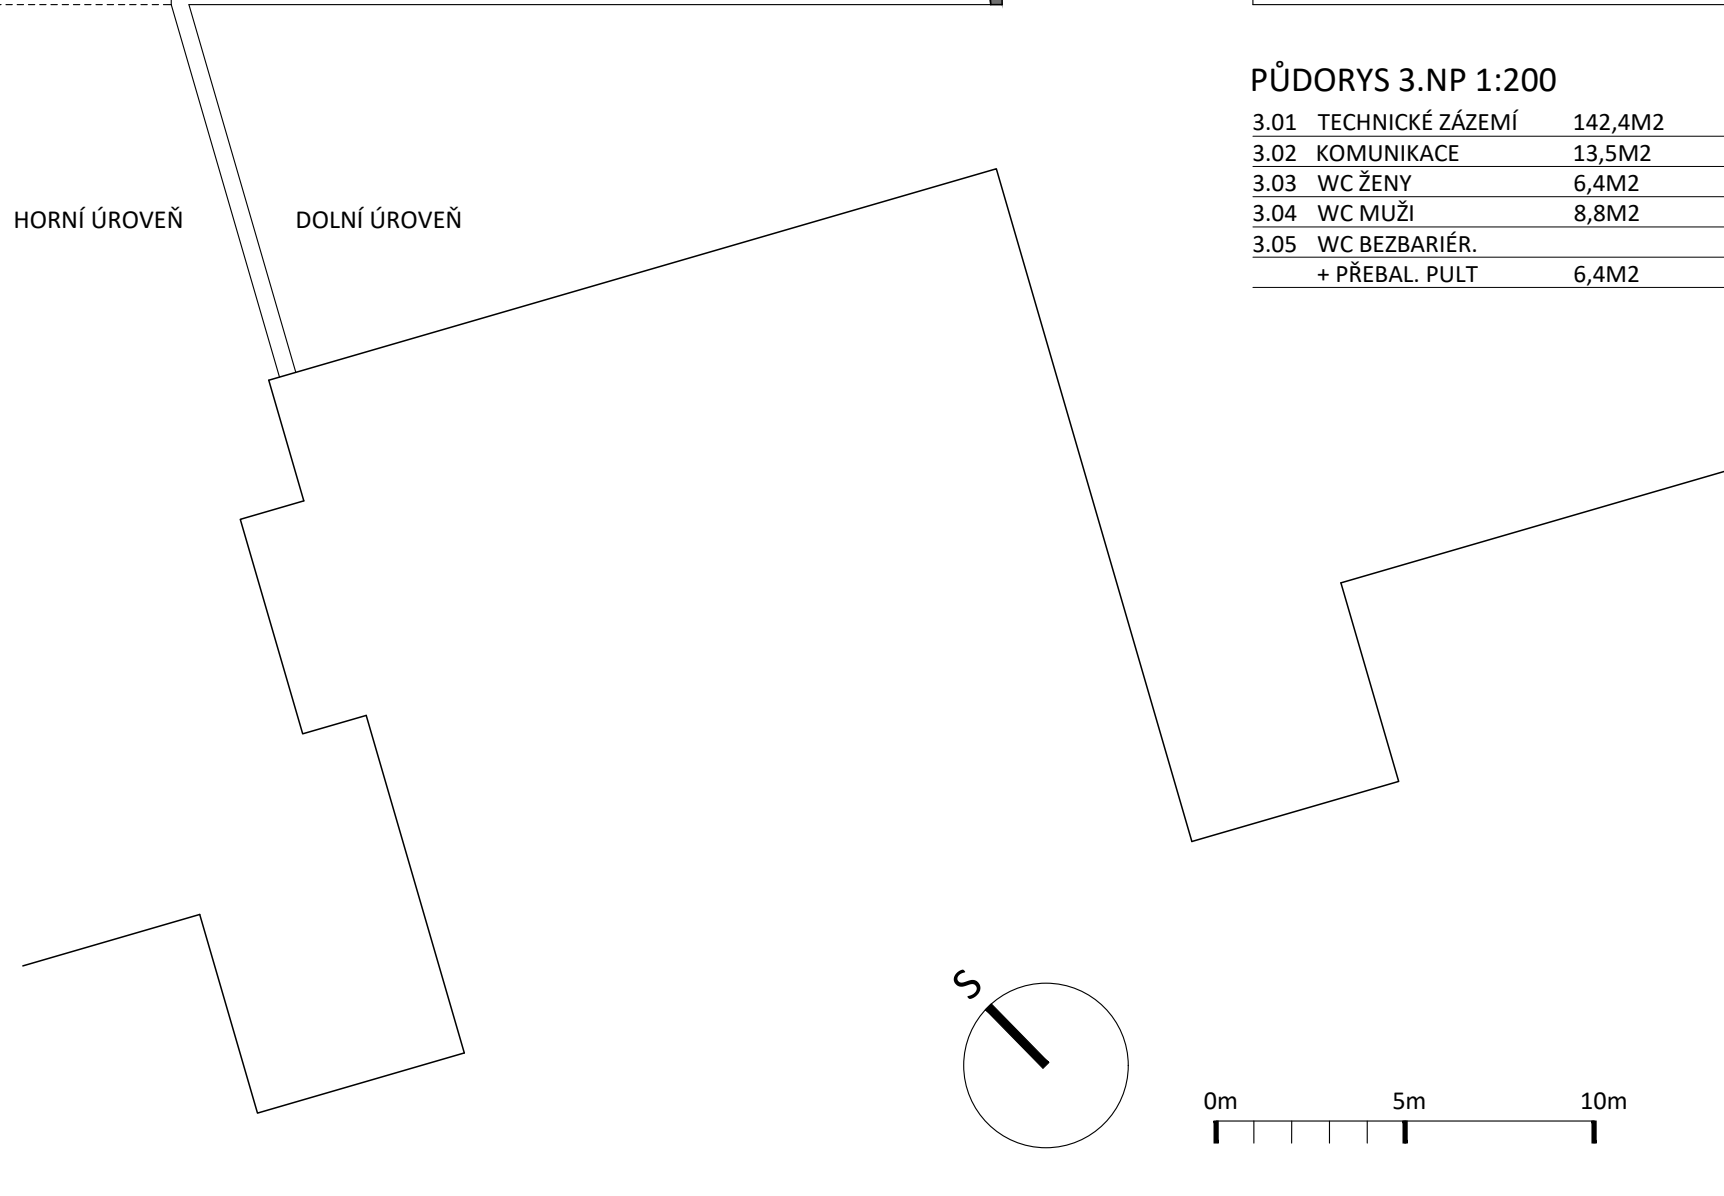 PŮDORYS 3.NP 1:200
3.01 TECHNICKÉ ZÁZEMÍ 142,4M2
3.02 KOMUNIKACE 13,5M2
3.03 WC ŽENY 6,4M2
3.04 WC MUŽI 8,8M2
3.05 WC BEZBARIÉR.
+ PŘEBAL. PULT 6,4M2
HORNÍ ÚROVEŇ DOLNÍ ÚROVEŇ
S
0m 5m 10m